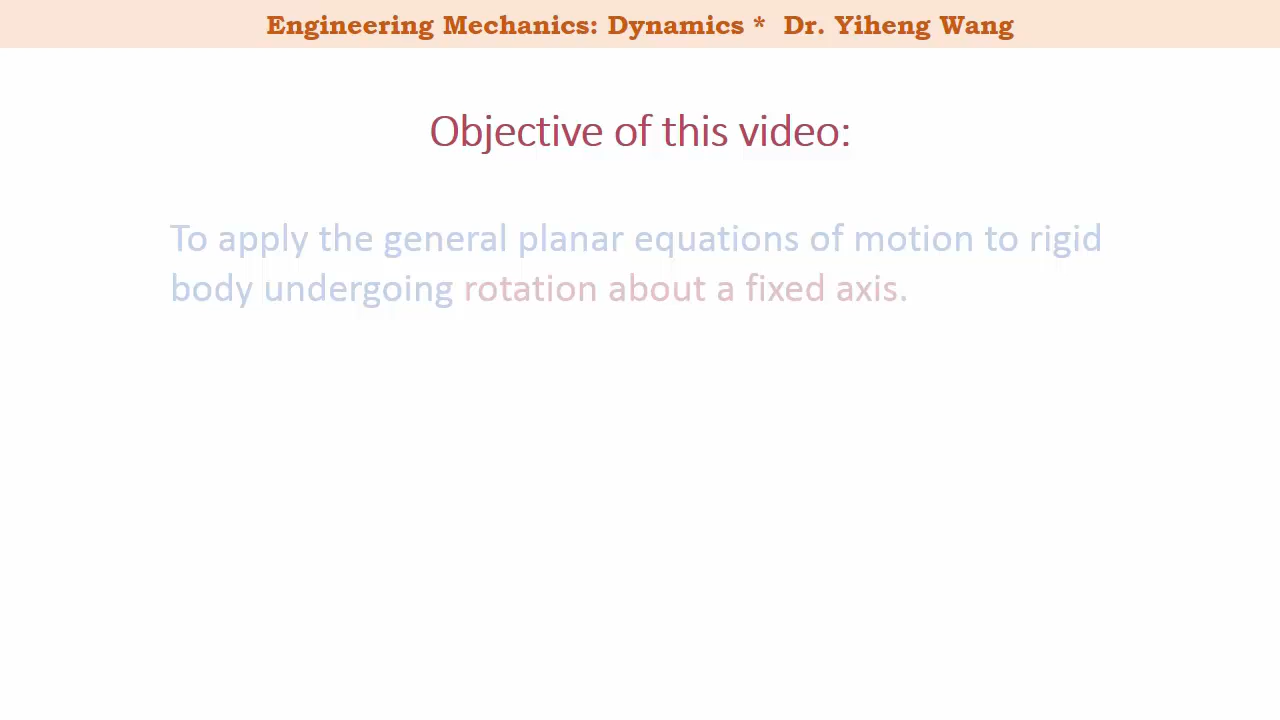 Engineering Mechanics: Dynamics * Dr. Yiheng Wang
Objective of this video:
To apply the general planar equations of motion to rigid
body undergoing rotation about a fixed axis.